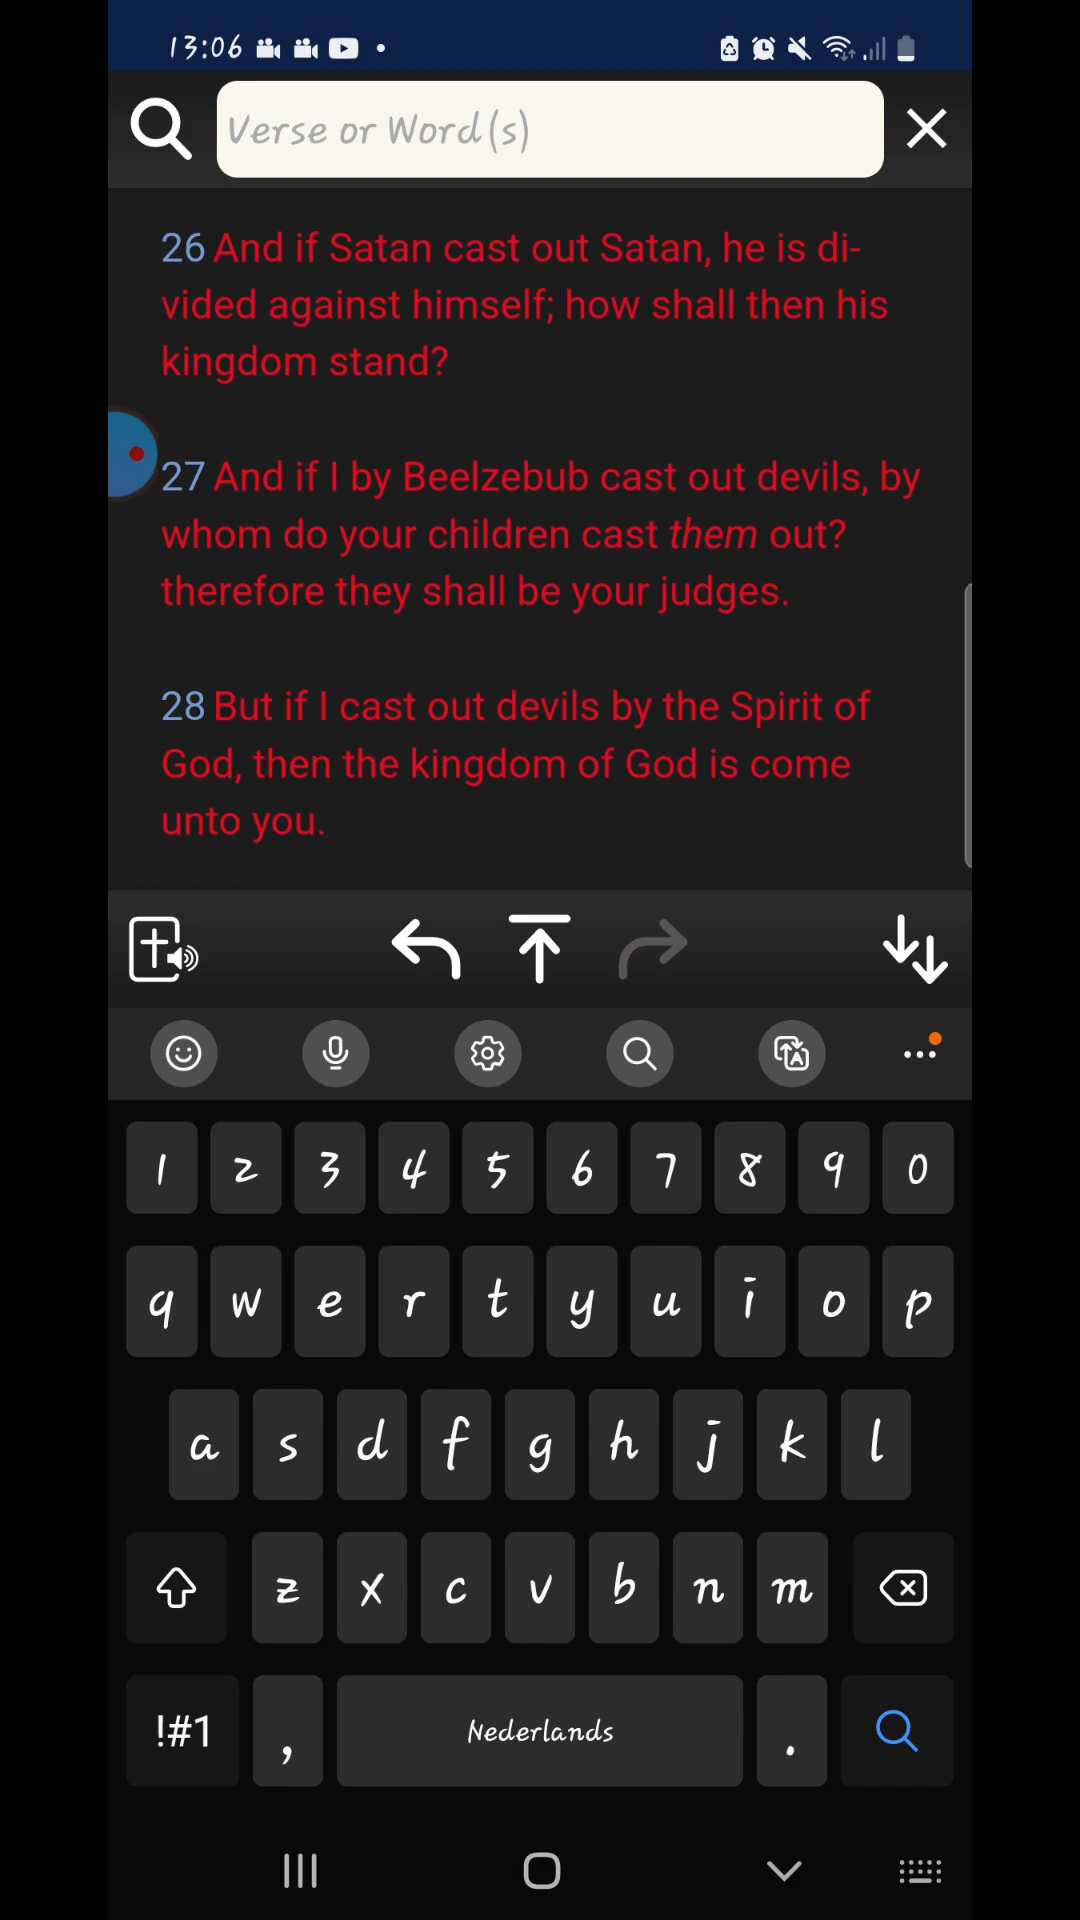 13:06
Verse or Word(s)
26 And if Satan cast out Satan, he is di-
vided against himself; how shall then his
kingdom stand?
27 And if I by Beelzebub cast out devils, by
whom do your children cast them out?
therefore they shall be your judges.
28 But if I cast out devils by the Spirit of
God, then the kingdom of God is come
unto you.
1 2 3 4 5 6 7 8 9 0
q w e r t y u i o p
a s d f g h j k l
z x c v b n m
!#1 , Nederlands .